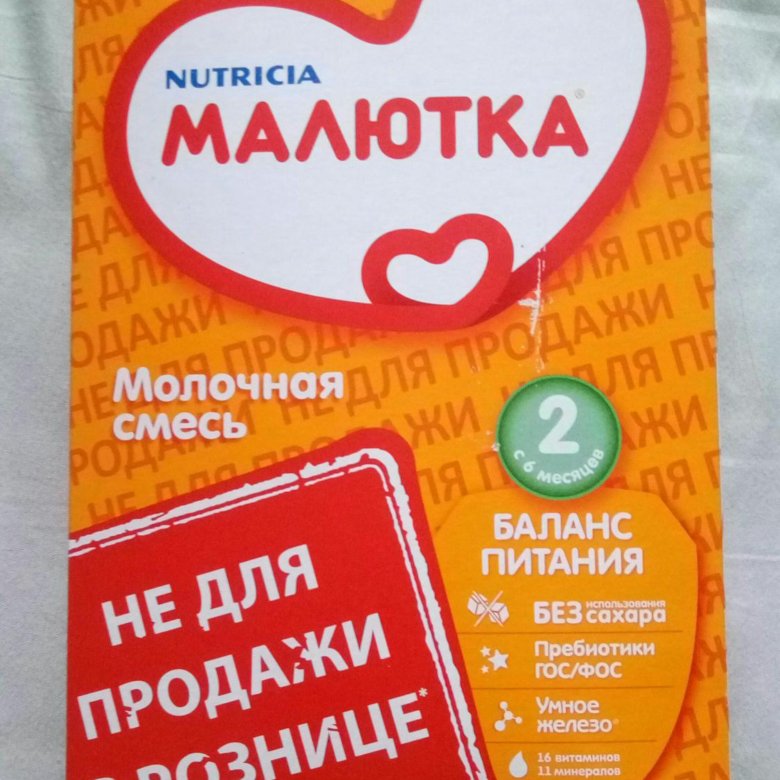 NUTRICIA
МАЛЮТКА®
Молочная
смесь
2
с 6 месяцев
БАЛАНС
ПИТАНИЯ
БЕЗ использования
сахара
Пребиотики
ГОС/ФОС
Умное
железо®
16 витаминов
11 минералов
НЕ ДЛЯ
ПРОДАЖИ
В РОЗНИЦЕ*